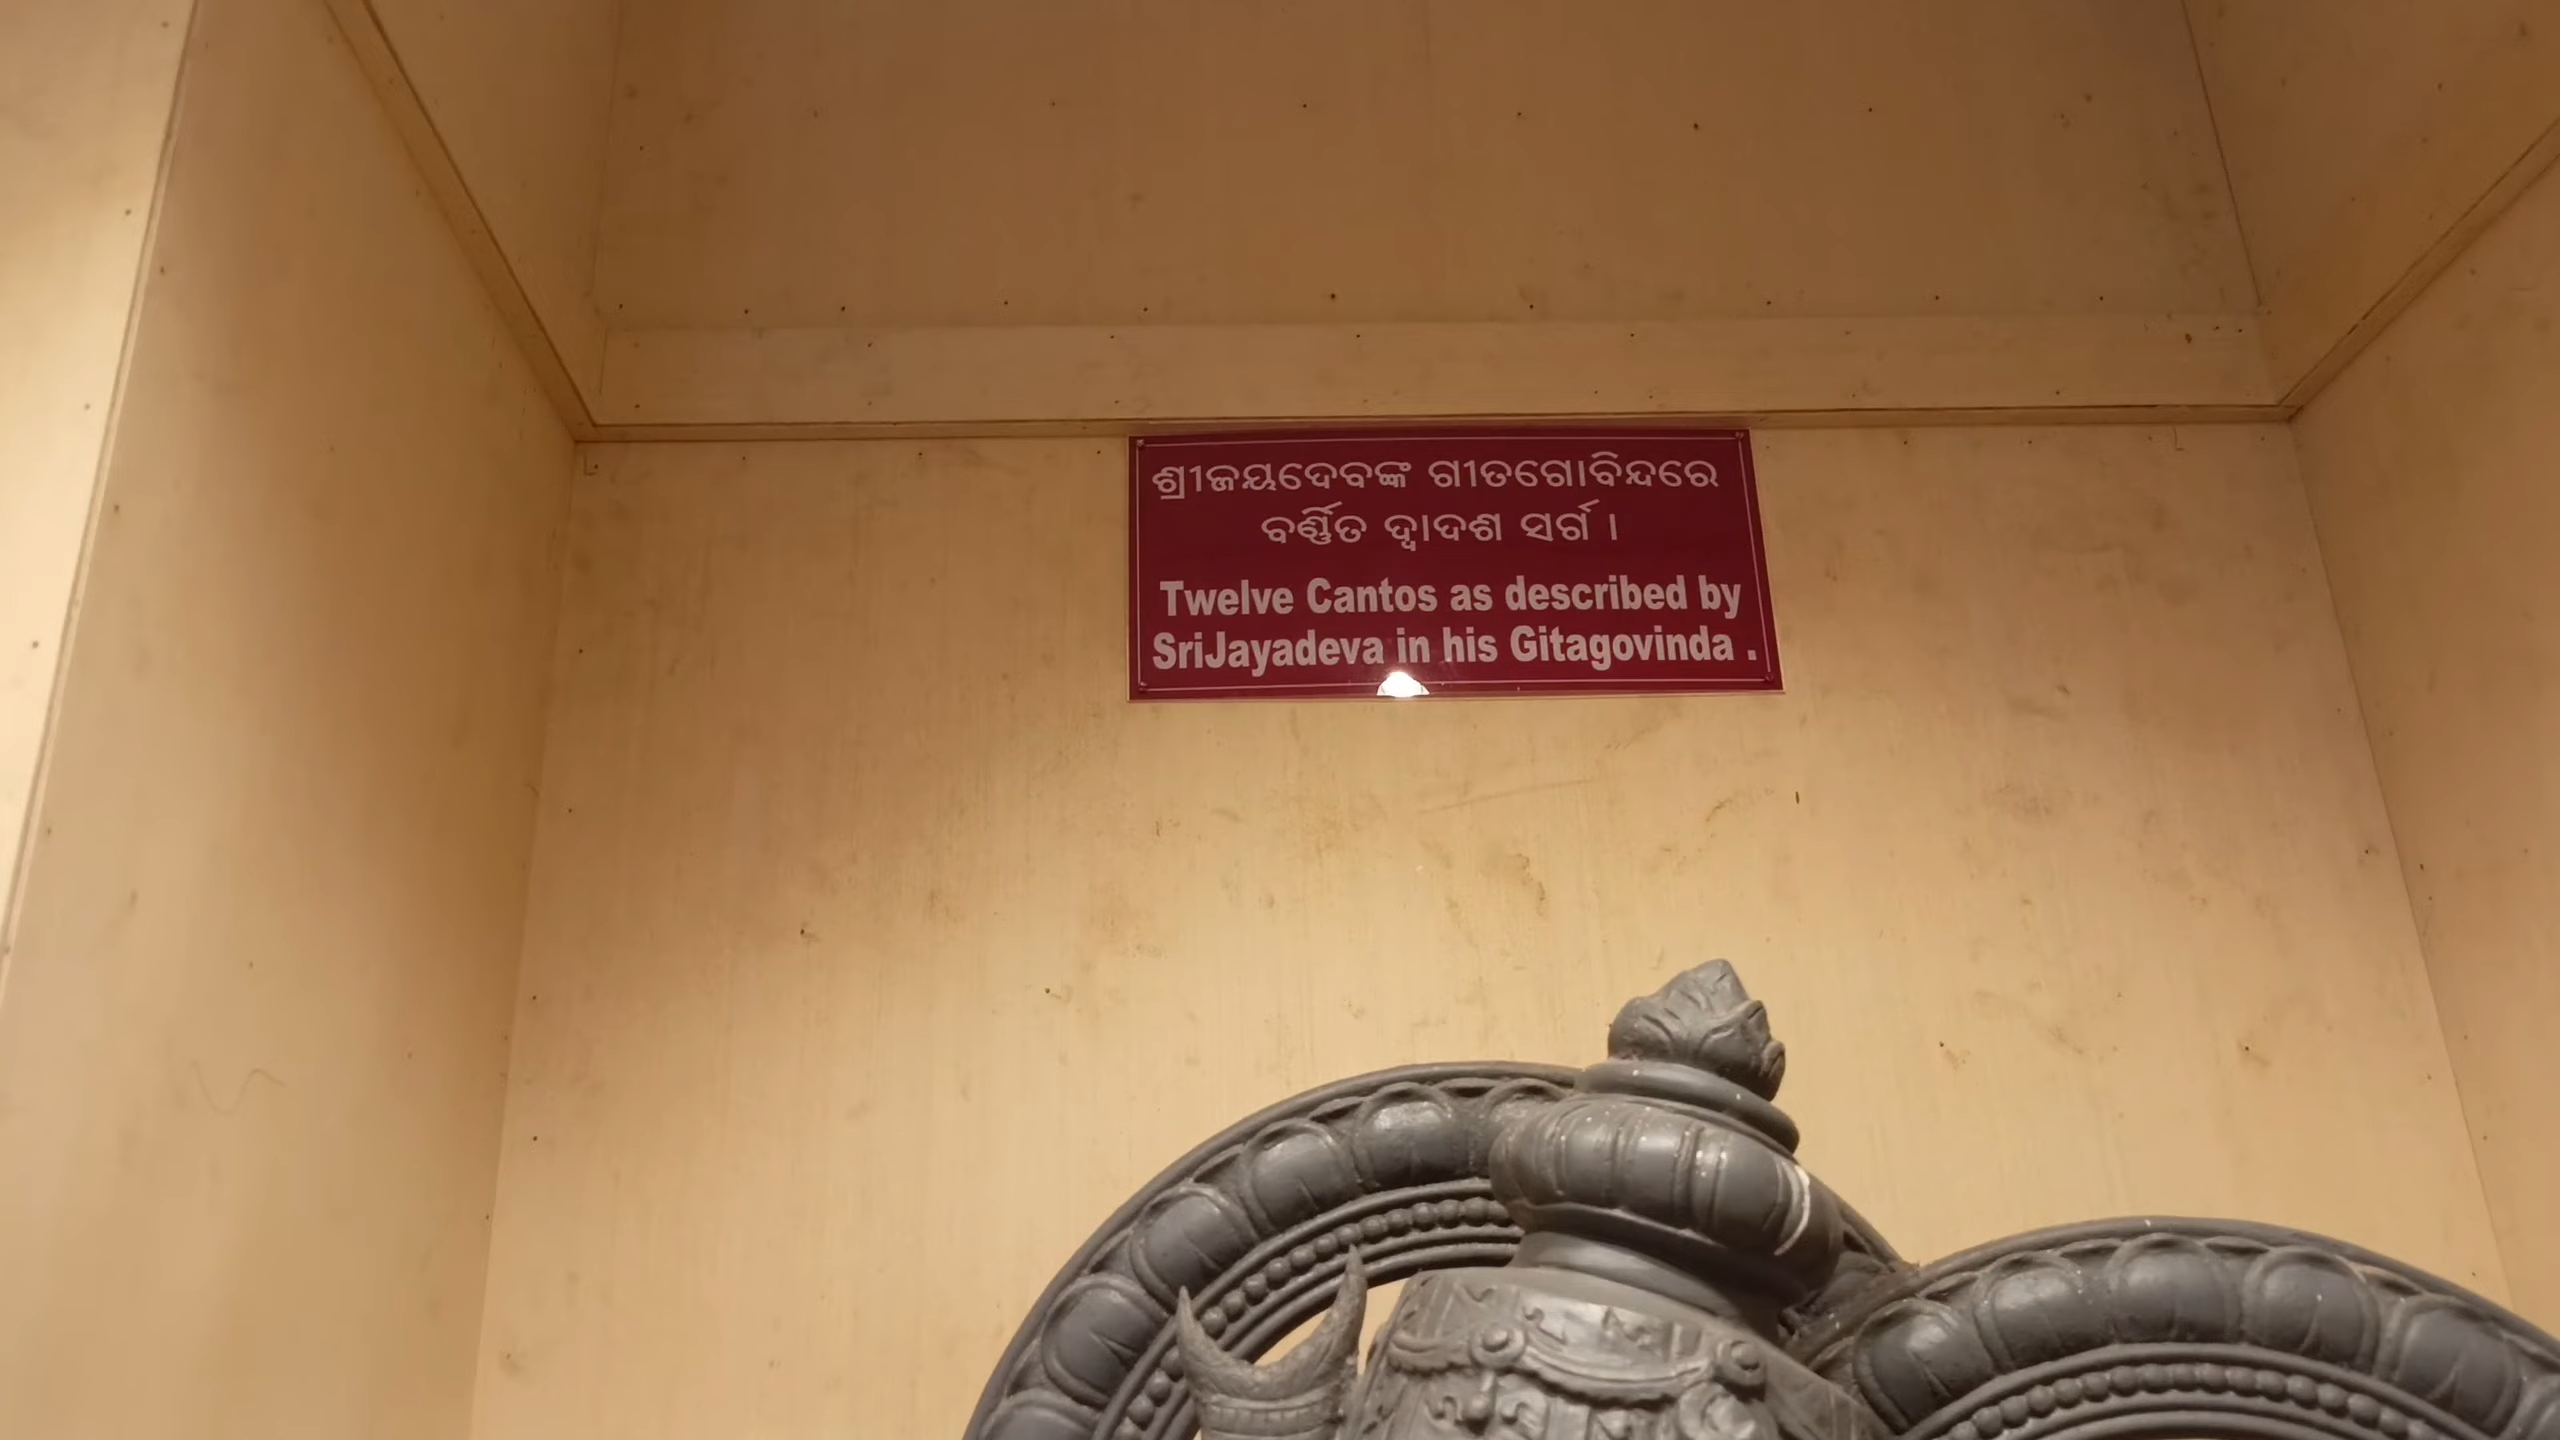 ଶ୍ରୀଜୟଦେବଙ୍କ ଗୀତଗୋବିନ୍ଦରେ
ବର୍ଣ୍ଣିତ ଦ୍ୱାଦଶ ସର୍ଗ ।
Twelve Cantos as described by
SriJayadeva in his Gitagovinda .